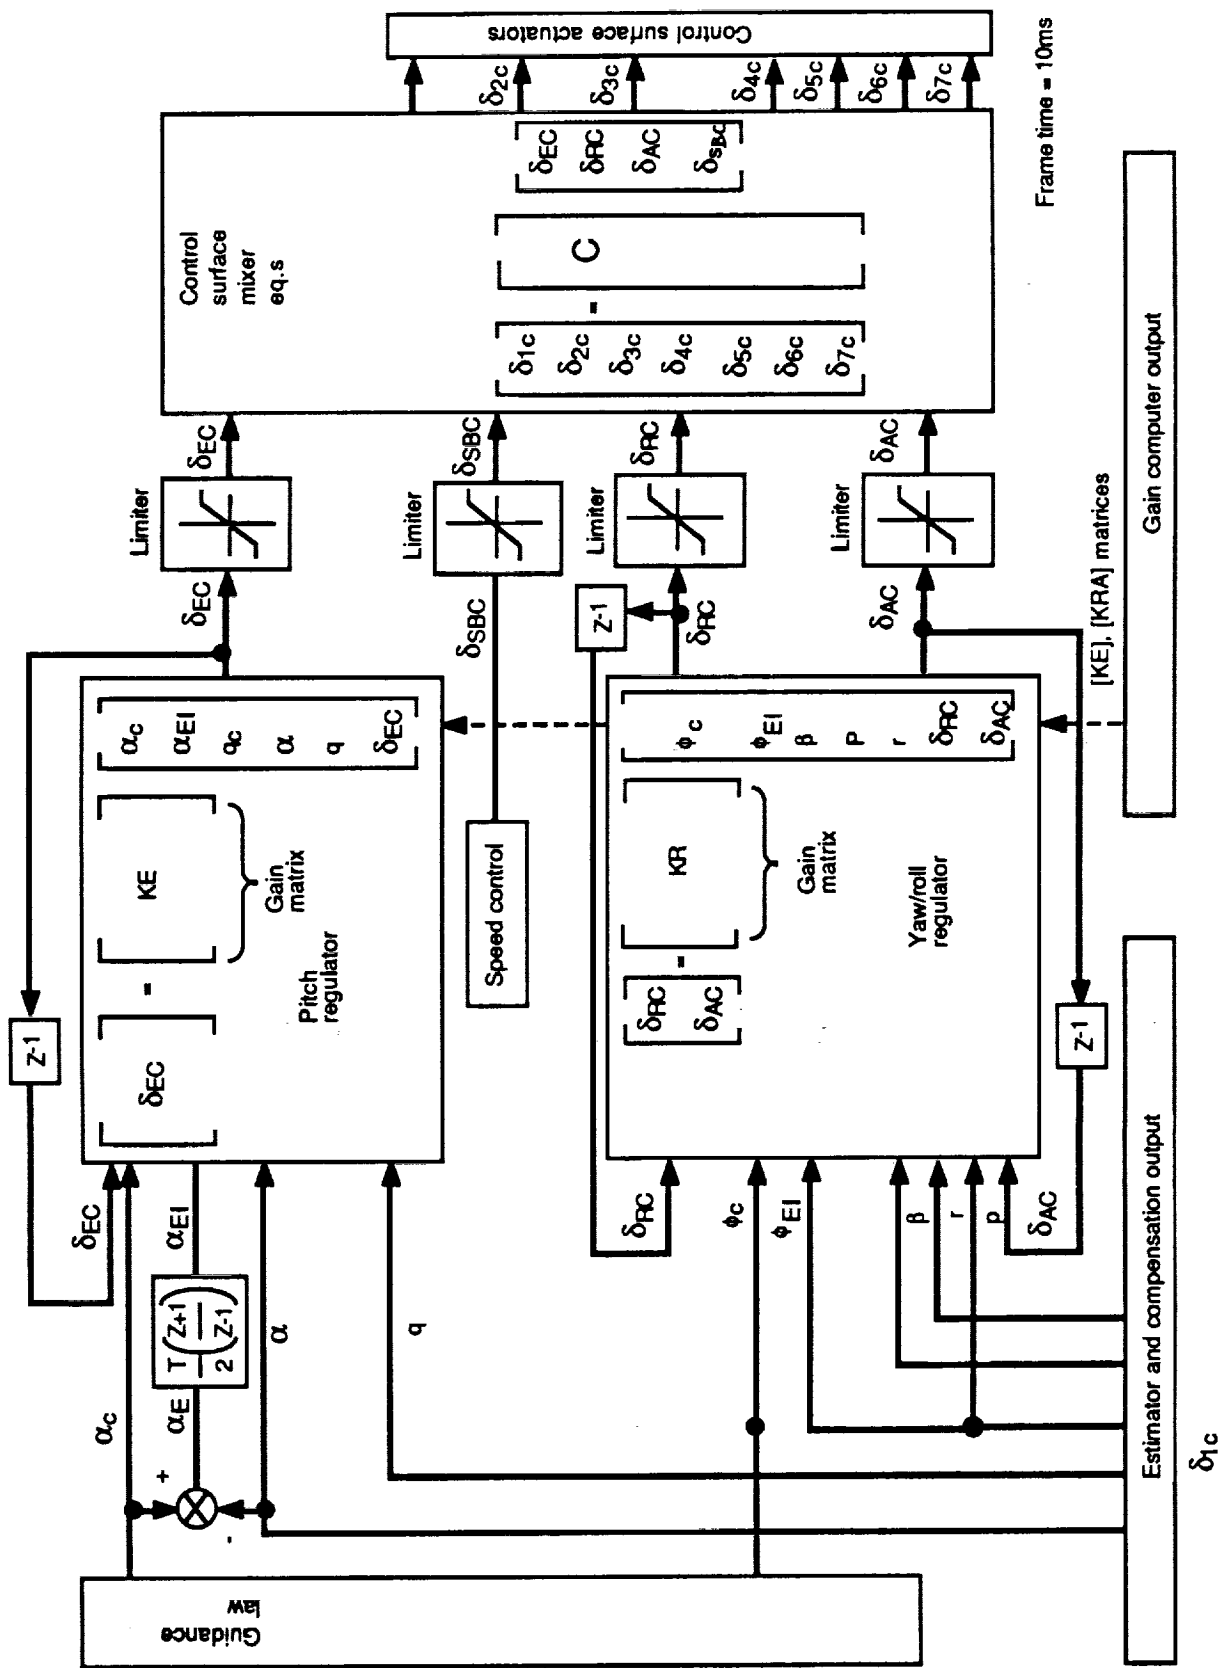 Guidance
law
αc
+
-
αE
T
2
(Z+1
Z-1)
αEI
α
q
δEC
Z-1
δEC
=
KE
αc
αEI
qc
α
q
δEC
Gain
matrix
Pitch
regulator
δEC
Limiter
δEC
Speed control
δSBC
Limiter
δSBC
δRC
ϕc
ϕEI
β
r
p
δAC
Z-1
Z-1
δRC
δAC
=
KR
ϕc
ϕEI
β
P
r
δRC
δAC
Gain
matrix
Yaw/roll
regulator
δRC
Limiter
δRC
δAC
Limiter
δAC
[KE], [KRA] matrices
Control
surface
mixer
eq.s
δ1c
δ2c
δ3c
δ4c
δ5c
δ6c
δ7c
=
C
δEC
δRC
δAC
δSBC
δ2c
δ3c
δ4c
δ5c
δ6c
δ7c
Control surface actuators
Frame time = 10ms
Estimator and compensation output
Gain computer output
δ1c